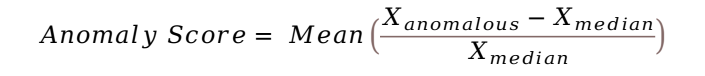 Anomaly Score = Mean (X_anomalous − X_median / X_median)